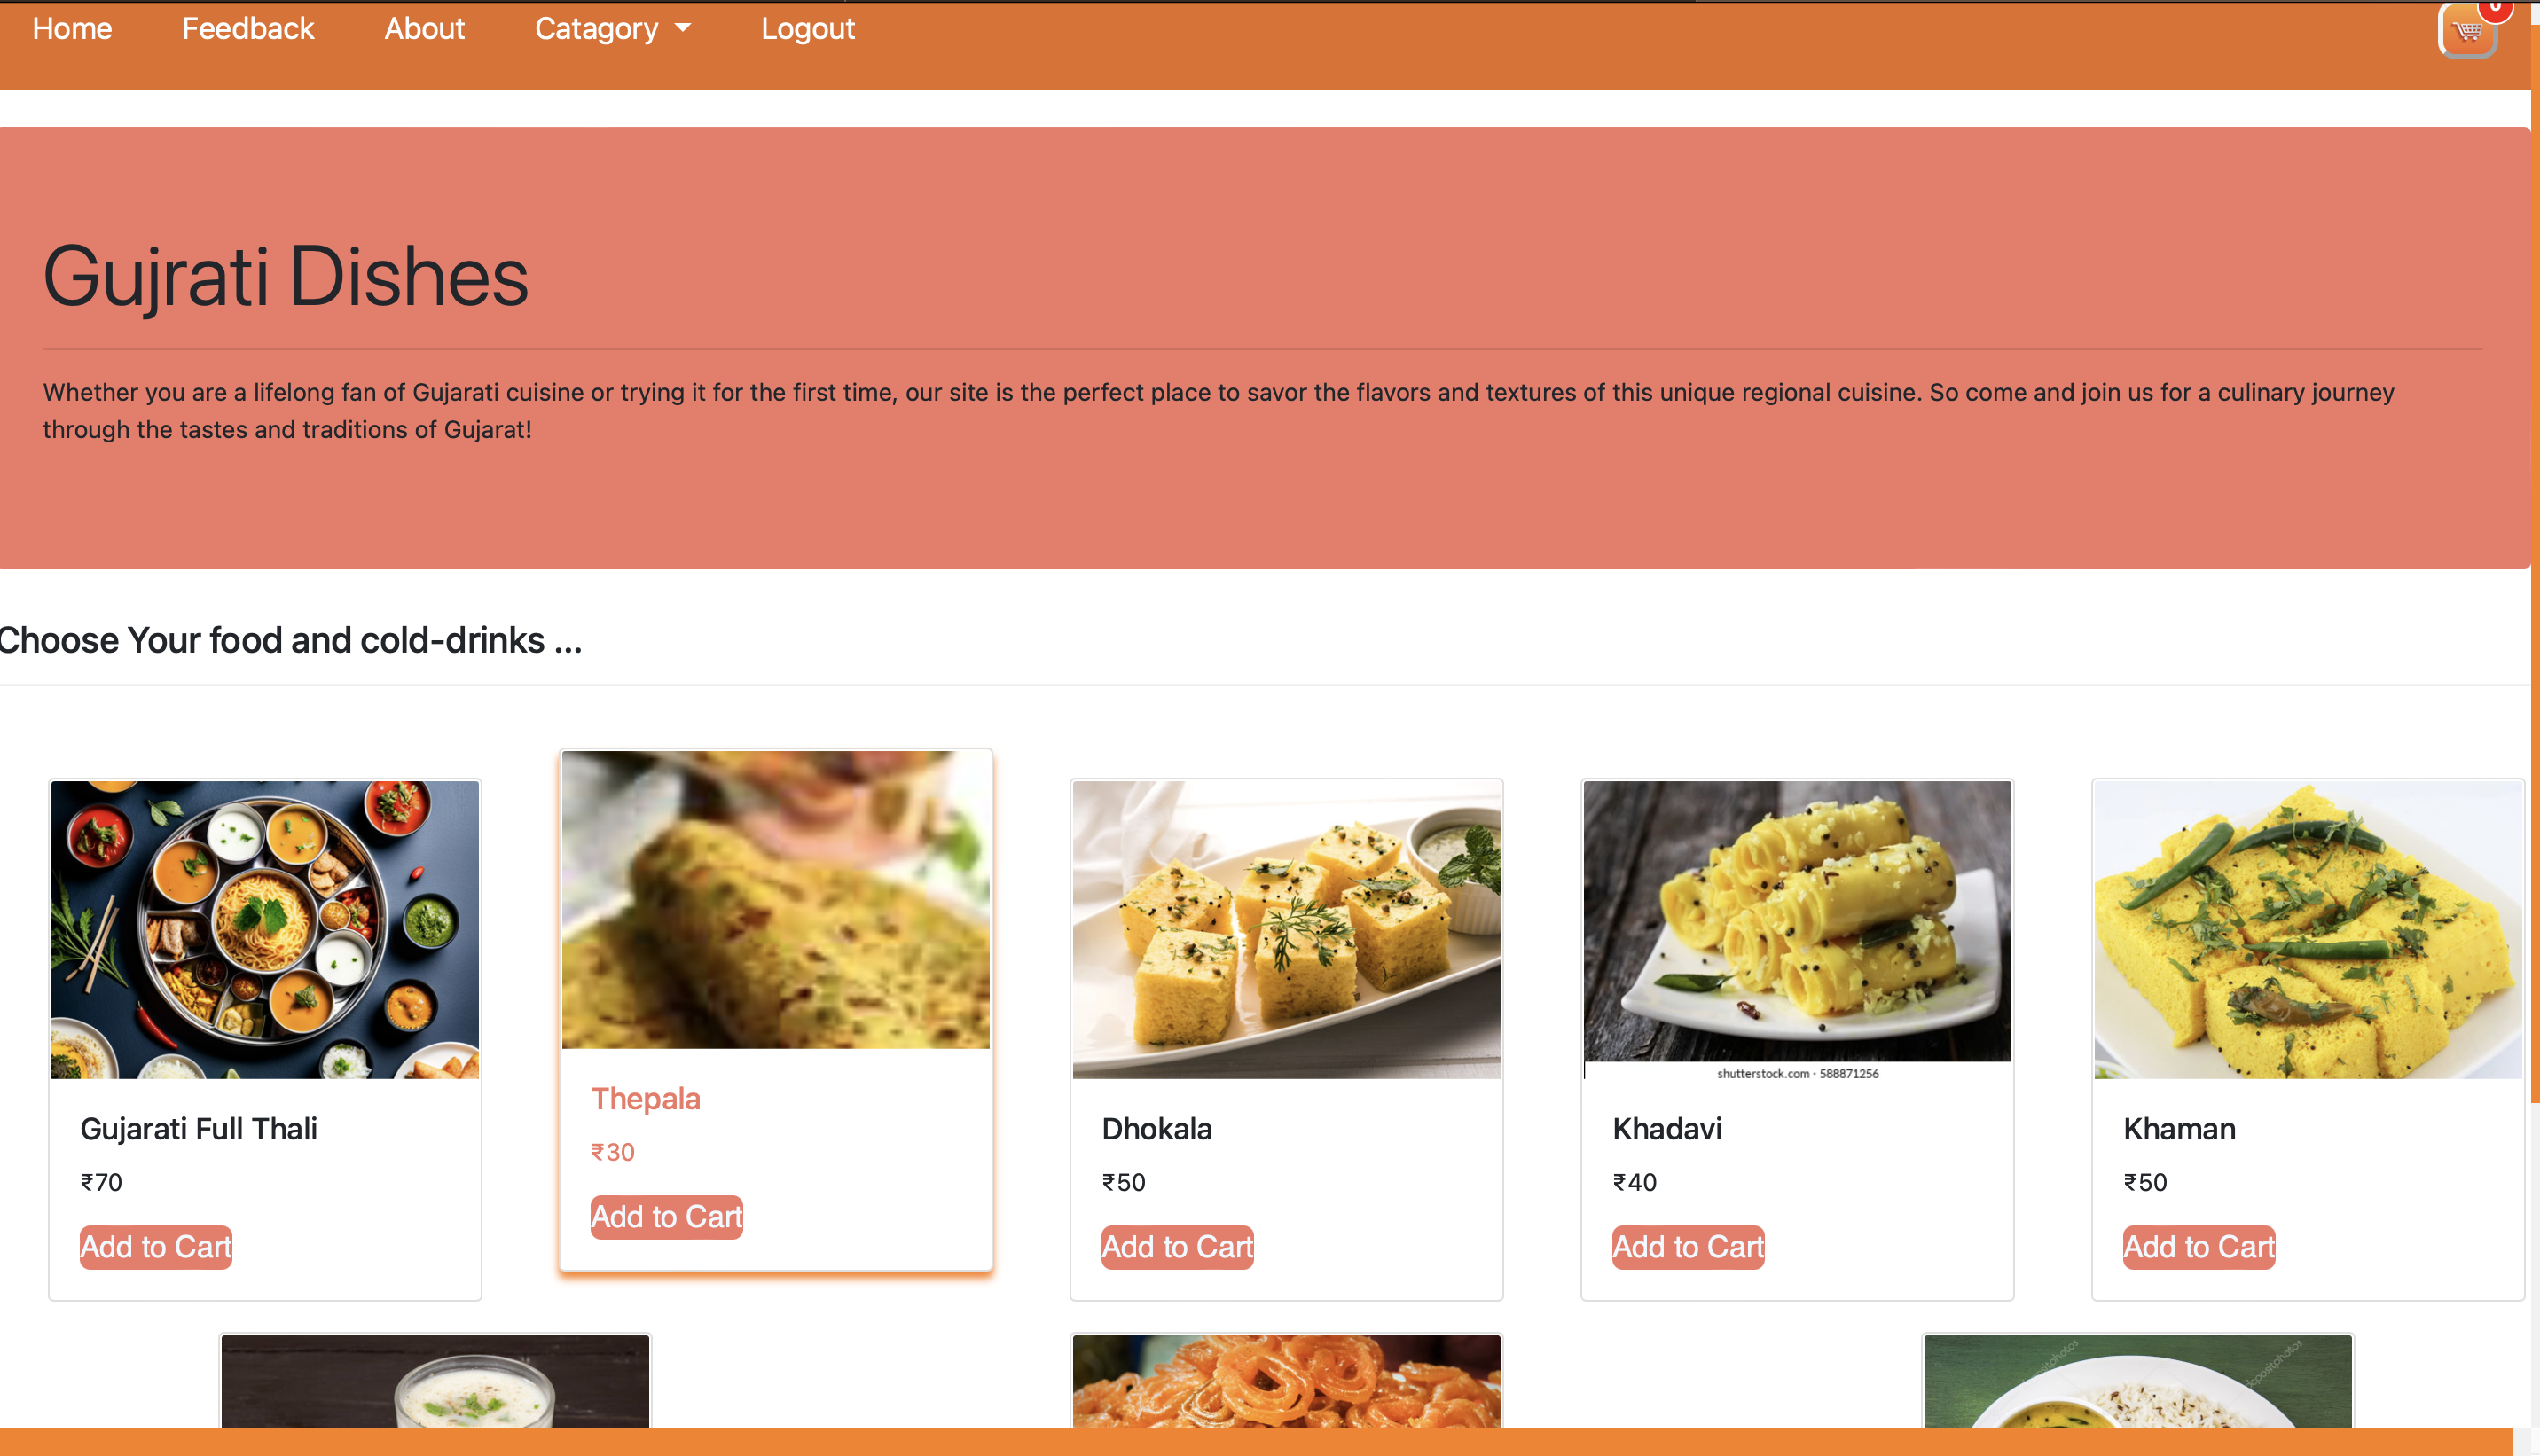 Home Feedback About Catagory Logout
0
Gujrati Dishes
Whether you are a lifelong fan of Gujarati cuisine or trying it for the first time, our site is the perfect place to savor the flavors and textures of this unique regional cuisine. So come and join us for a culinary journey
through the tastes and traditions of Gujarat!
Choose Your food and cold-drinks ...
shutterstock.com · 588871256
Gujarati Full Thali
₹70
Add to Cart
Thepala
₹30
Add to Cart
Dhokala
₹50
Add to Cart
Khadavi
₹40
Add to Cart
Khaman
₹50
Add to Cart
depositphotos
depositphotos